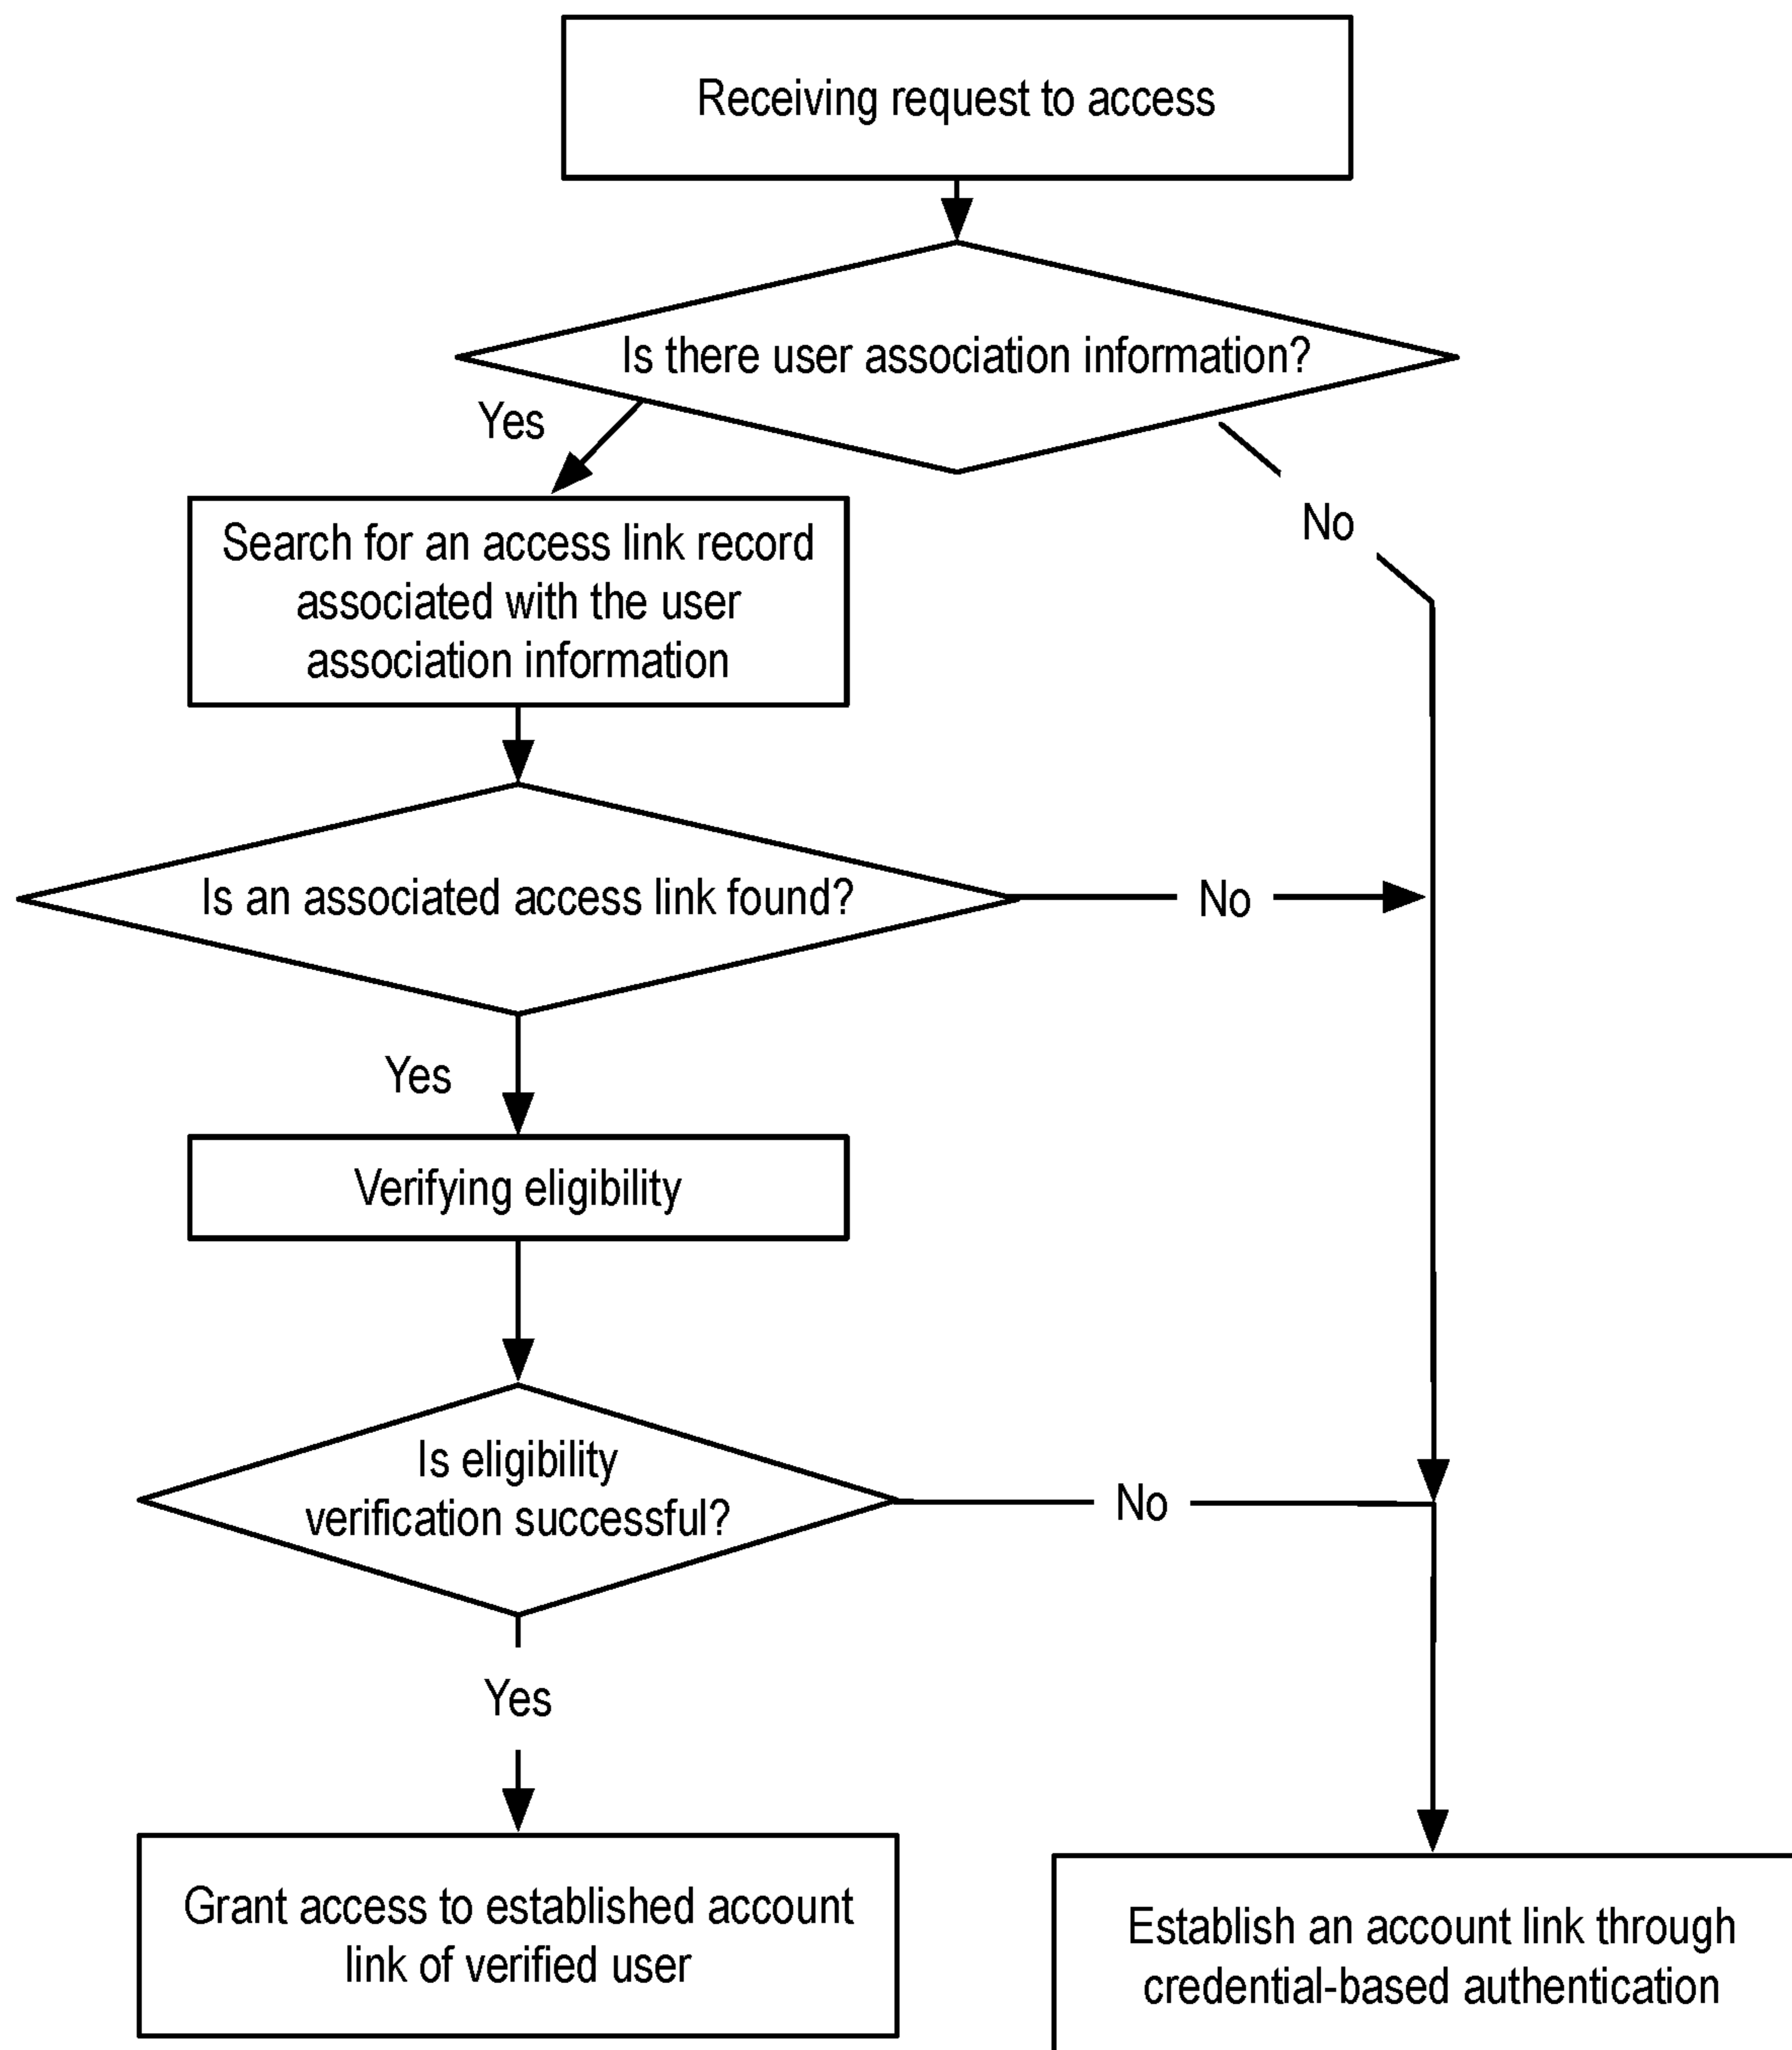 Receiving request to access
Is there user association information?
Yes
No
Search for an access link record
associated with the user
association information
Is an associated access link found?
No
Yes
Verifying eligibility
Is eligibility
verification successful?
No
Yes
Grant access to established account
link of verified user
Establish an account link through
credential-based authentication